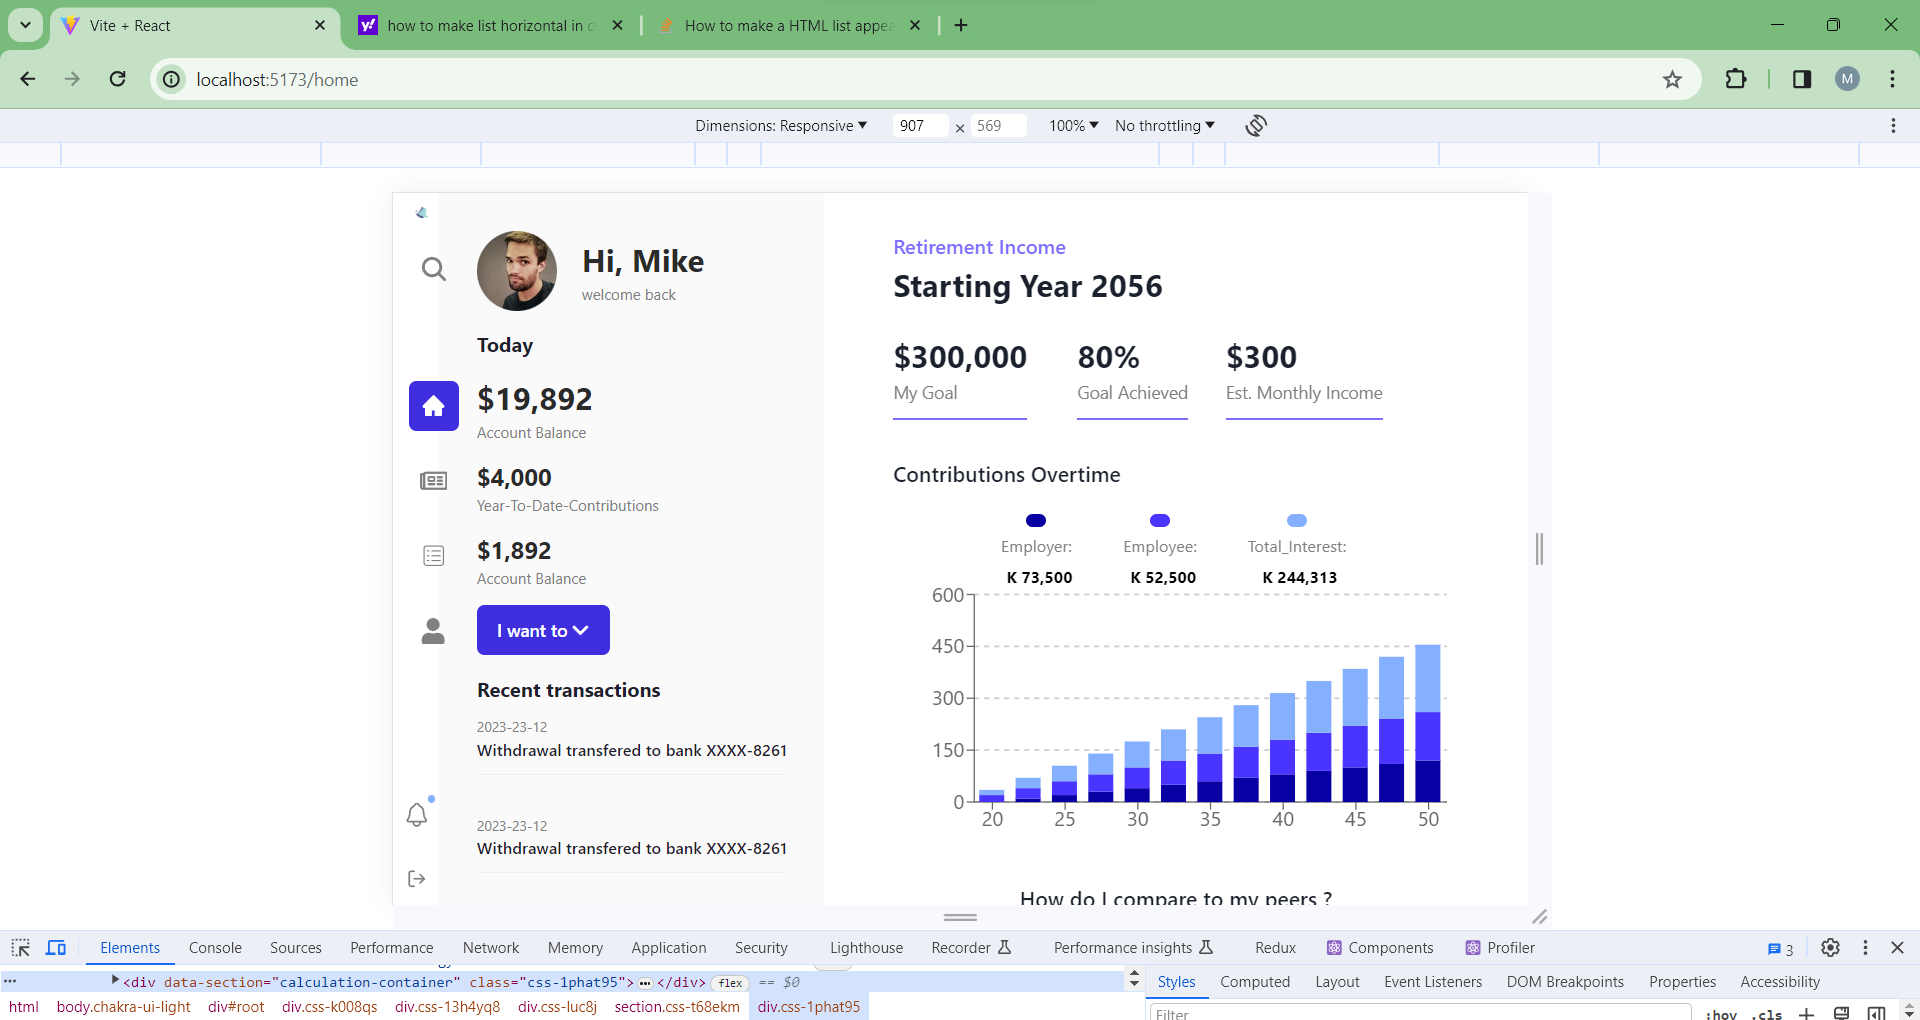 Vite + React
how to make list horizontal in c
How to make a HTML list appea
localhost:5173/home
M
Dimensions: Responsive
907 × 569
100%
No throttling
Hi, Mike
welcome back
Today
$19,892
Account Balance
$4,000
Year-To-Date-Contributions
$1,892
Account Balance
I want to
Recent transactions
2023-23-12
Withdrawal transfered to bank XXXX-8261
2023-23-12
Withdrawal transfered to bank XXXX-8261
Retirement Income
Starting Year 2056
$300,000
My Goal
80%
Goal Achieved
$300
Est. Monthly Income
Contributions Overtime
Employer:
K 73,500
Employee:
K 52,500
Total_Interest:
K 244,313
600
450
300
150
0
20 25 30 35 40 45 50
How do I compare to my peers ?
Elements Console Sources Performance Network Memory Application Security Lighthouse Recorder Performance insights Redux Components Profiler 3
<div data-section="calculation-container" class="css-1phat95"> … </div> flex == $0
html body.chakra-ui-light div#root div.css-k008qs div.css-13h4yq8 div.css-luc8j section.css-t68ekm div.css-1phat95
Styles Computed Layout Event Listeners DOM Breakpoints Properties Accessibility
Filter :hov .cls